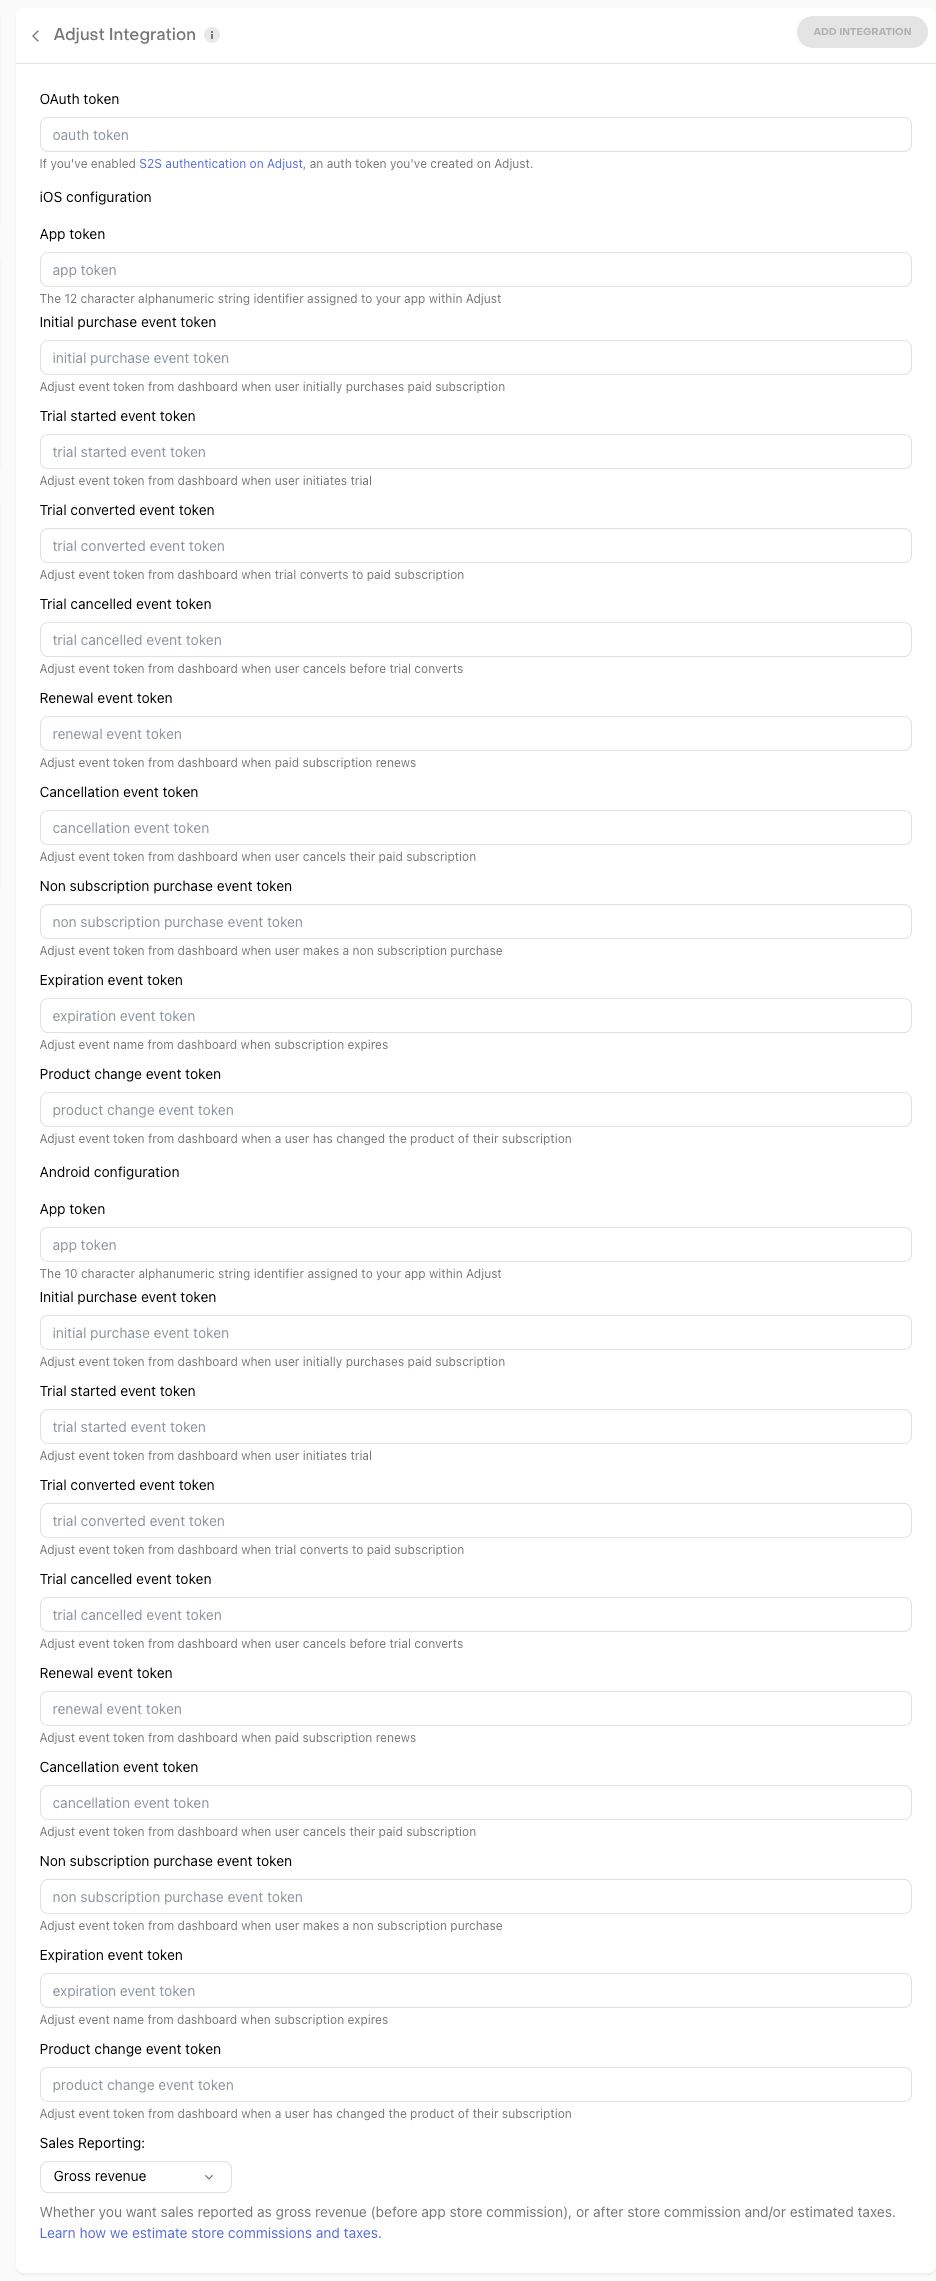 Adjust Integration i
ADD INTEGRATION
OAuth token
oauth token
If you've enabled S2S authentication on Adjust, an auth token you've created on Adjust.
iOS configuration
App token
app token
The 12 character alphanumeric string identifier assigned to your app within Adjust
Initial purchase event token
initial purchase event token
Adjust event token from dashboard when user initially purchases paid subscription
Trial started event token
trial started event token
Adjust event token from dashboard when user initiates trial
Trial converted event token
trial converted event token
Adjust event token from dashboard when trial converts to paid subscription
Trial cancelled event token
trial cancelled event token
Adjust event token from dashboard when user cancels before trial converts
Renewal event token
renewal event token
Adjust event token from dashboard when paid subscription renews
Cancellation event token
cancellation event token
Adjust event token from dashboard when user cancels their paid subscription
Non subscription purchase event token
non subscription purchase event token
Adjust event token from dashboard when user makes a non subscription purchase
Expiration event token
expiration event token
Adjust event name from dashboard when subscription expires
Product change event token
product change event token
Adjust event token from dashboard when a user has changed the product of their subscription
Android configuration
App token
app token
The 10 character alphanumeric string identifier assigned to your app within Adjust
Initial purchase event token
initial purchase event token
Adjust event token from dashboard when user initially purchases paid subscription
Trial started event token
trial started event token
Adjust event token from dashboard when user initiates trial
Trial converted event token
trial converted event token
Adjust event token from dashboard when trial converts to paid subscription
Trial cancelled event token
trial cancelled event token
Adjust event token from dashboard when user cancels before trial converts
Renewal event token
renewal event token
Adjust event token from dashboard when paid subscription renews
Cancellation event token
cancellation event token
Adjust event token from dashboard when user cancels their paid subscription
Non subscription purchase event token
non subscription purchase event token
Adjust event token from dashboard when user makes a non subscription purchase
Expiration event token
expiration event token
Adjust event name from dashboard when subscription expires
Product change event token
product change event token
Adjust event token from dashboard when a user has changed the product of their subscription
Sales Reporting:
Gross revenue
Whether you want sales reported as gross revenue (before app store commission), or after store commission and/or estimated taxes.
Learn how we estimate store commissions and taxes.